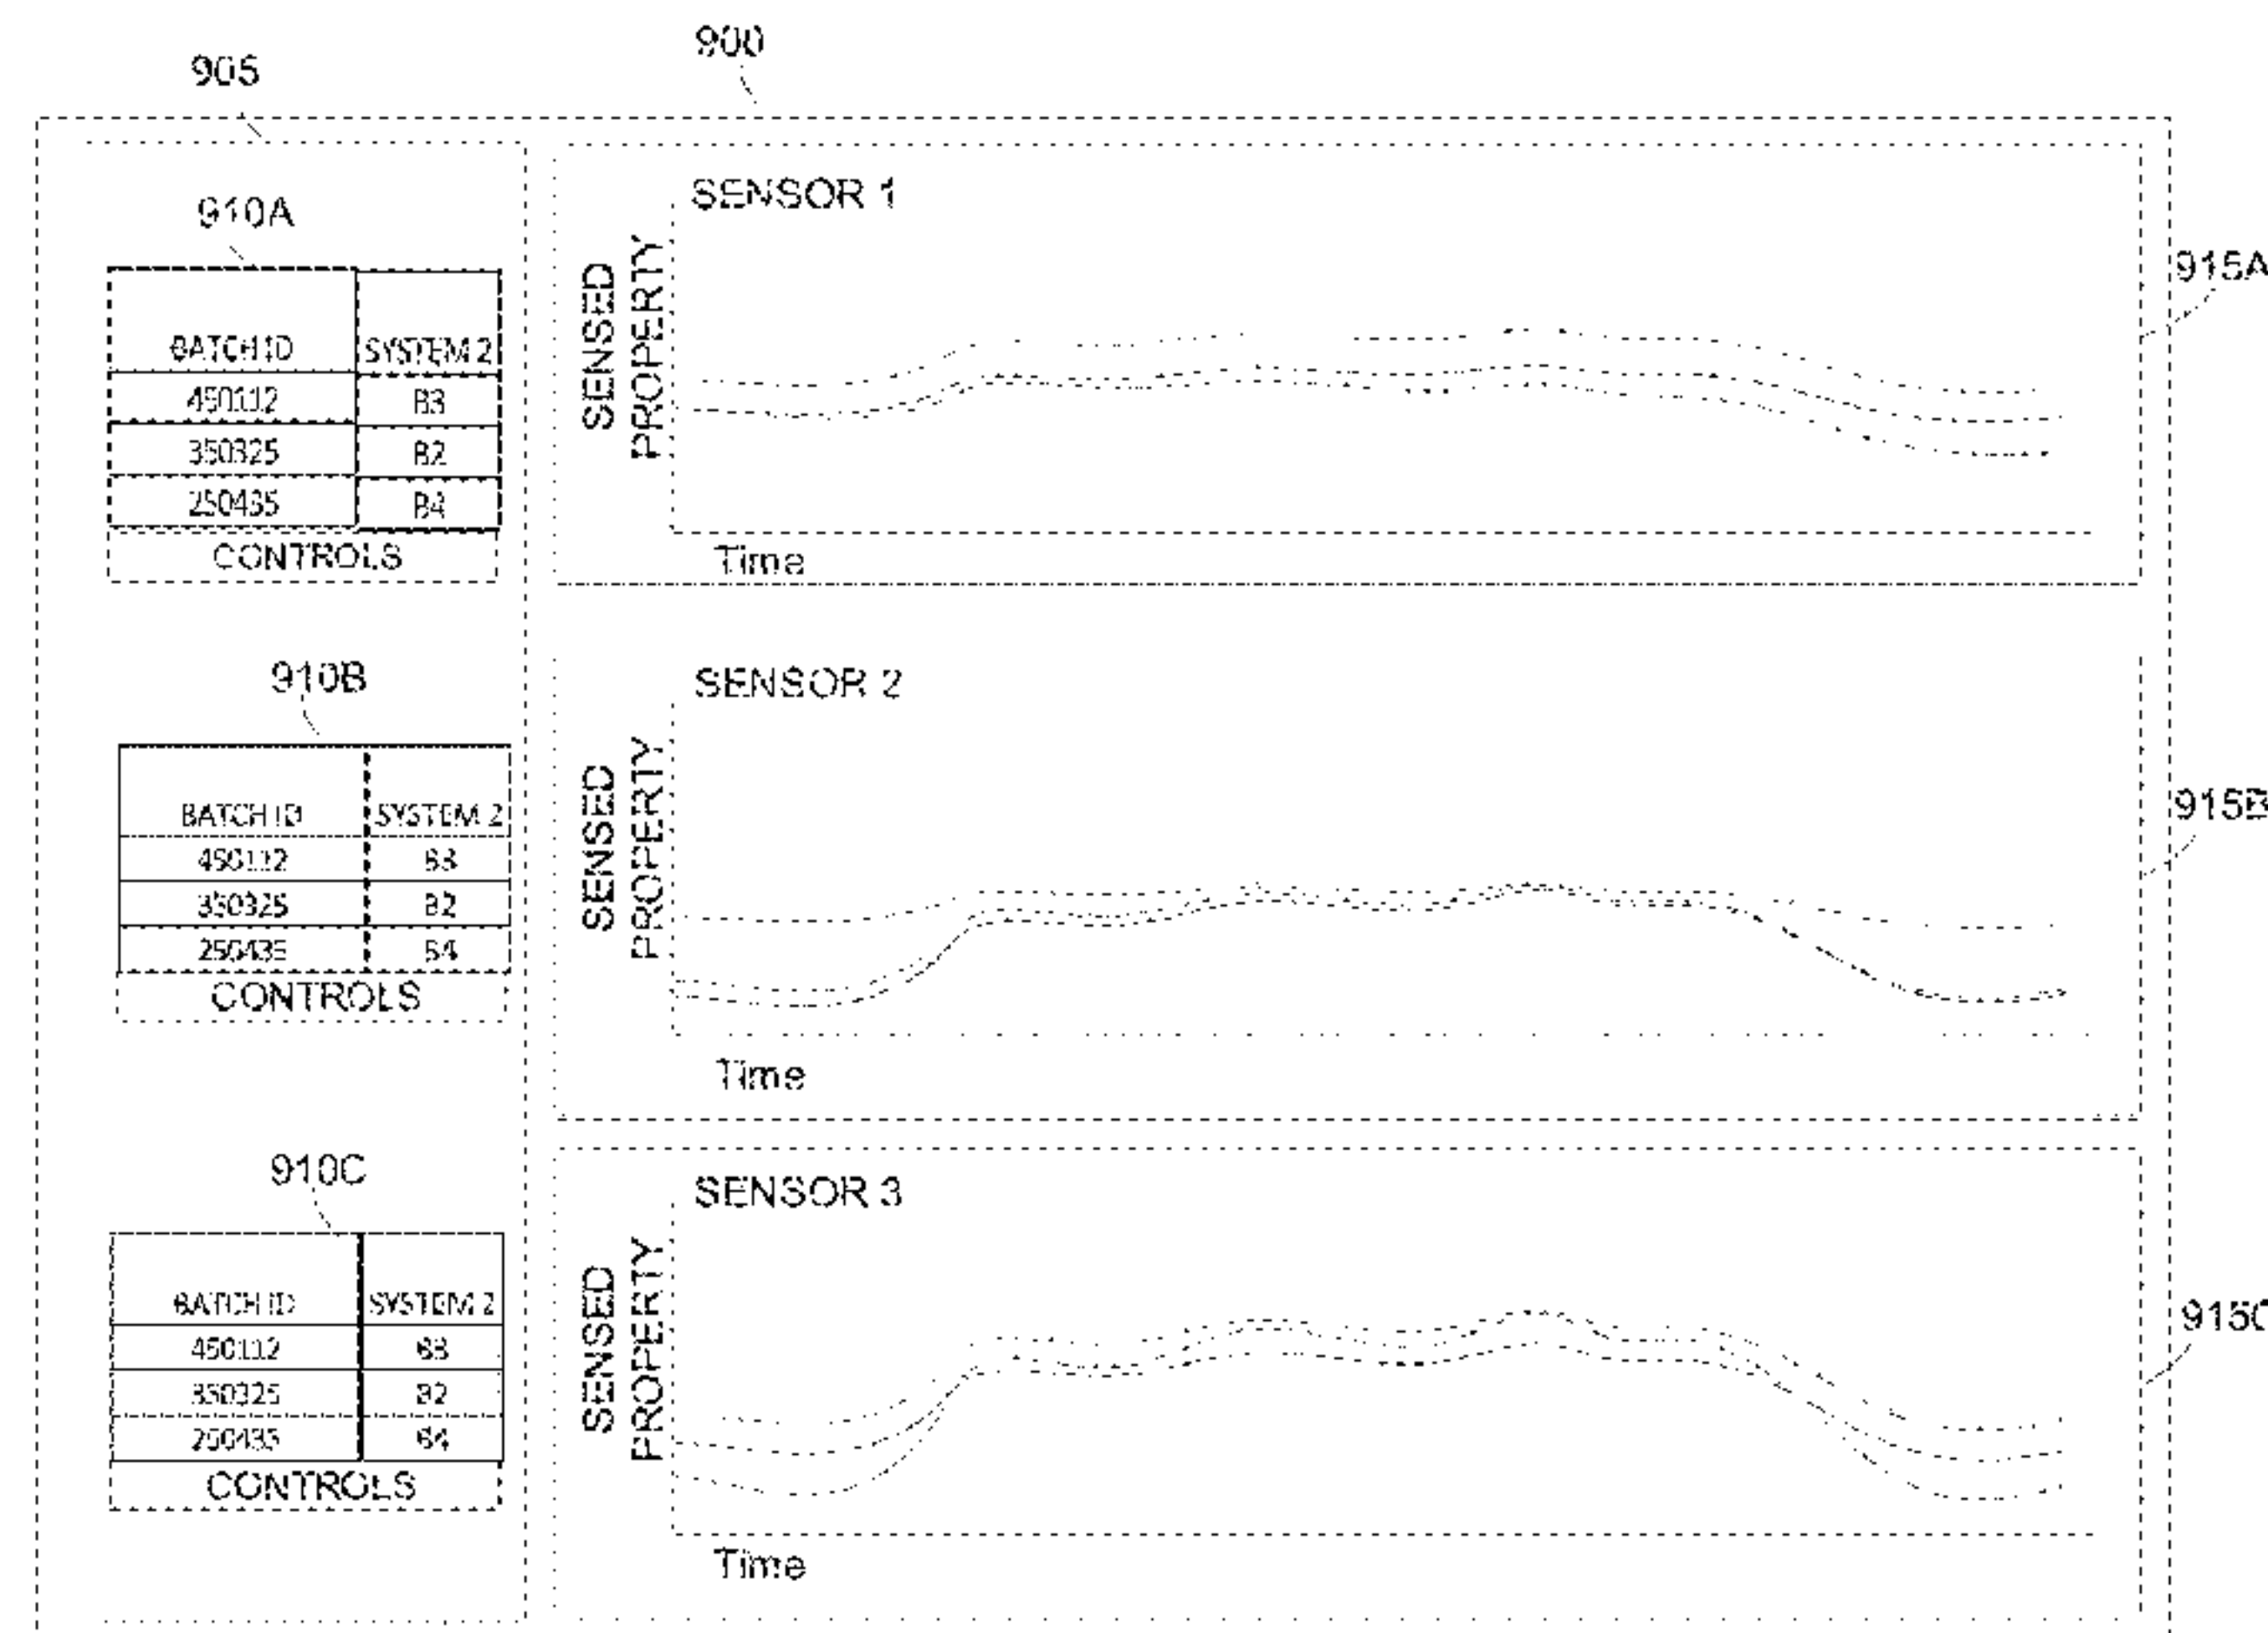 900
905
910A
BATCH ID SYSTEM 2
450112 B3
350325 B2
250435 B4
CONTROLS
SENSOR 1
SENSED
PROPERTY
Time
915A
910B
BATCH ID SYSTEM 2
450112 B3
350325 B2
250435 B4
CONTROLS
SENSOR 2
SENSED
PROPERTY
Time
915B
910C
BATCH ID SYSTEM 2
450112 B3
350325 B2
250435 B4
CONTROLS
SENSOR 3
SENSED
PROPERTY
Time
915C